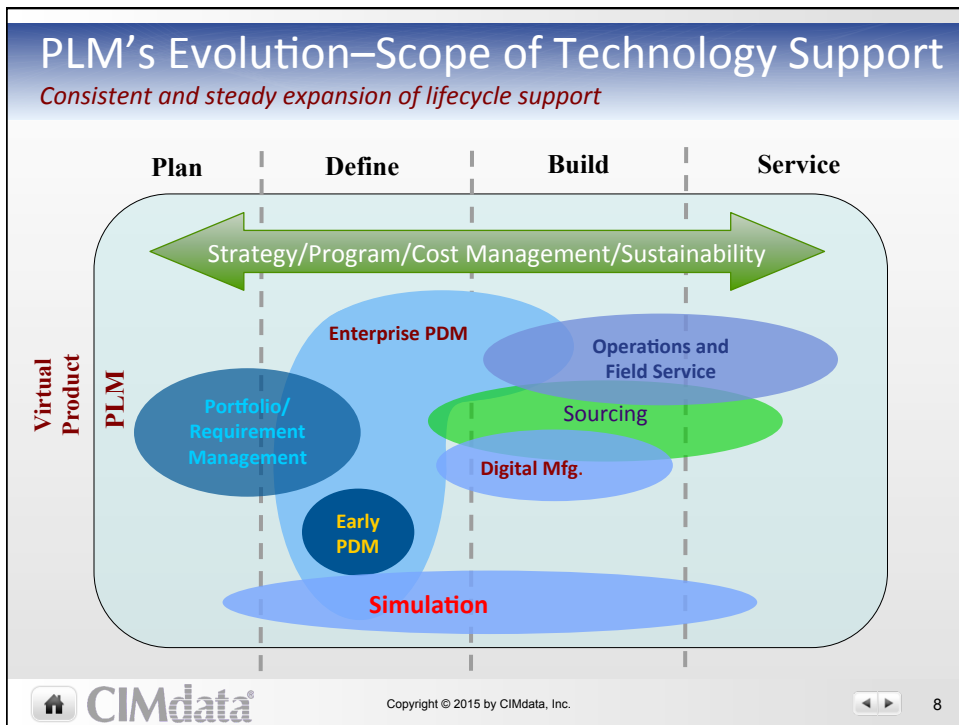 PLM's Evolution–Scope of Technology Support
Consistent and steady expansion of lifecycle support
Plan
Define
Build
Service
Strategy/Program/Cost Management/Sustainability
Enterprise PDM
Operations and
Field Service
Virtual
Product
PLM
Portfolio/
Requirement
Management
Sourcing
Digital Mfg.
Early
PDM
Simulation
CIMdata®
Copyright © 2015 by CIMdata, Inc.
8